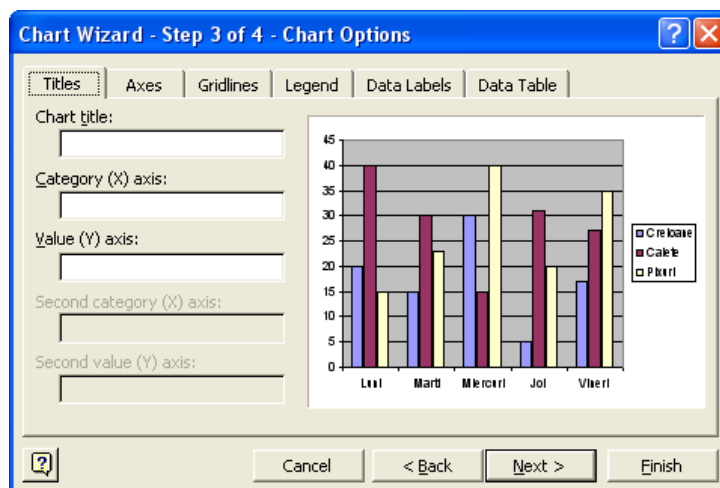 Chart Wizard - Step 3 of 4 - Chart Options
Titles Axes Gridlines Legend Data Labels Data Table
Chart title:
Category (X) axis:
Value (Y) axis:
Second category (X) axis:
Second value (Y) axis:
45
40
35
30
25
20
15
10
5
0
Luni Marti Miercuri Joi Vineri
Creioane
Caiete
Pixuri
Cancel < Back Next > Finish